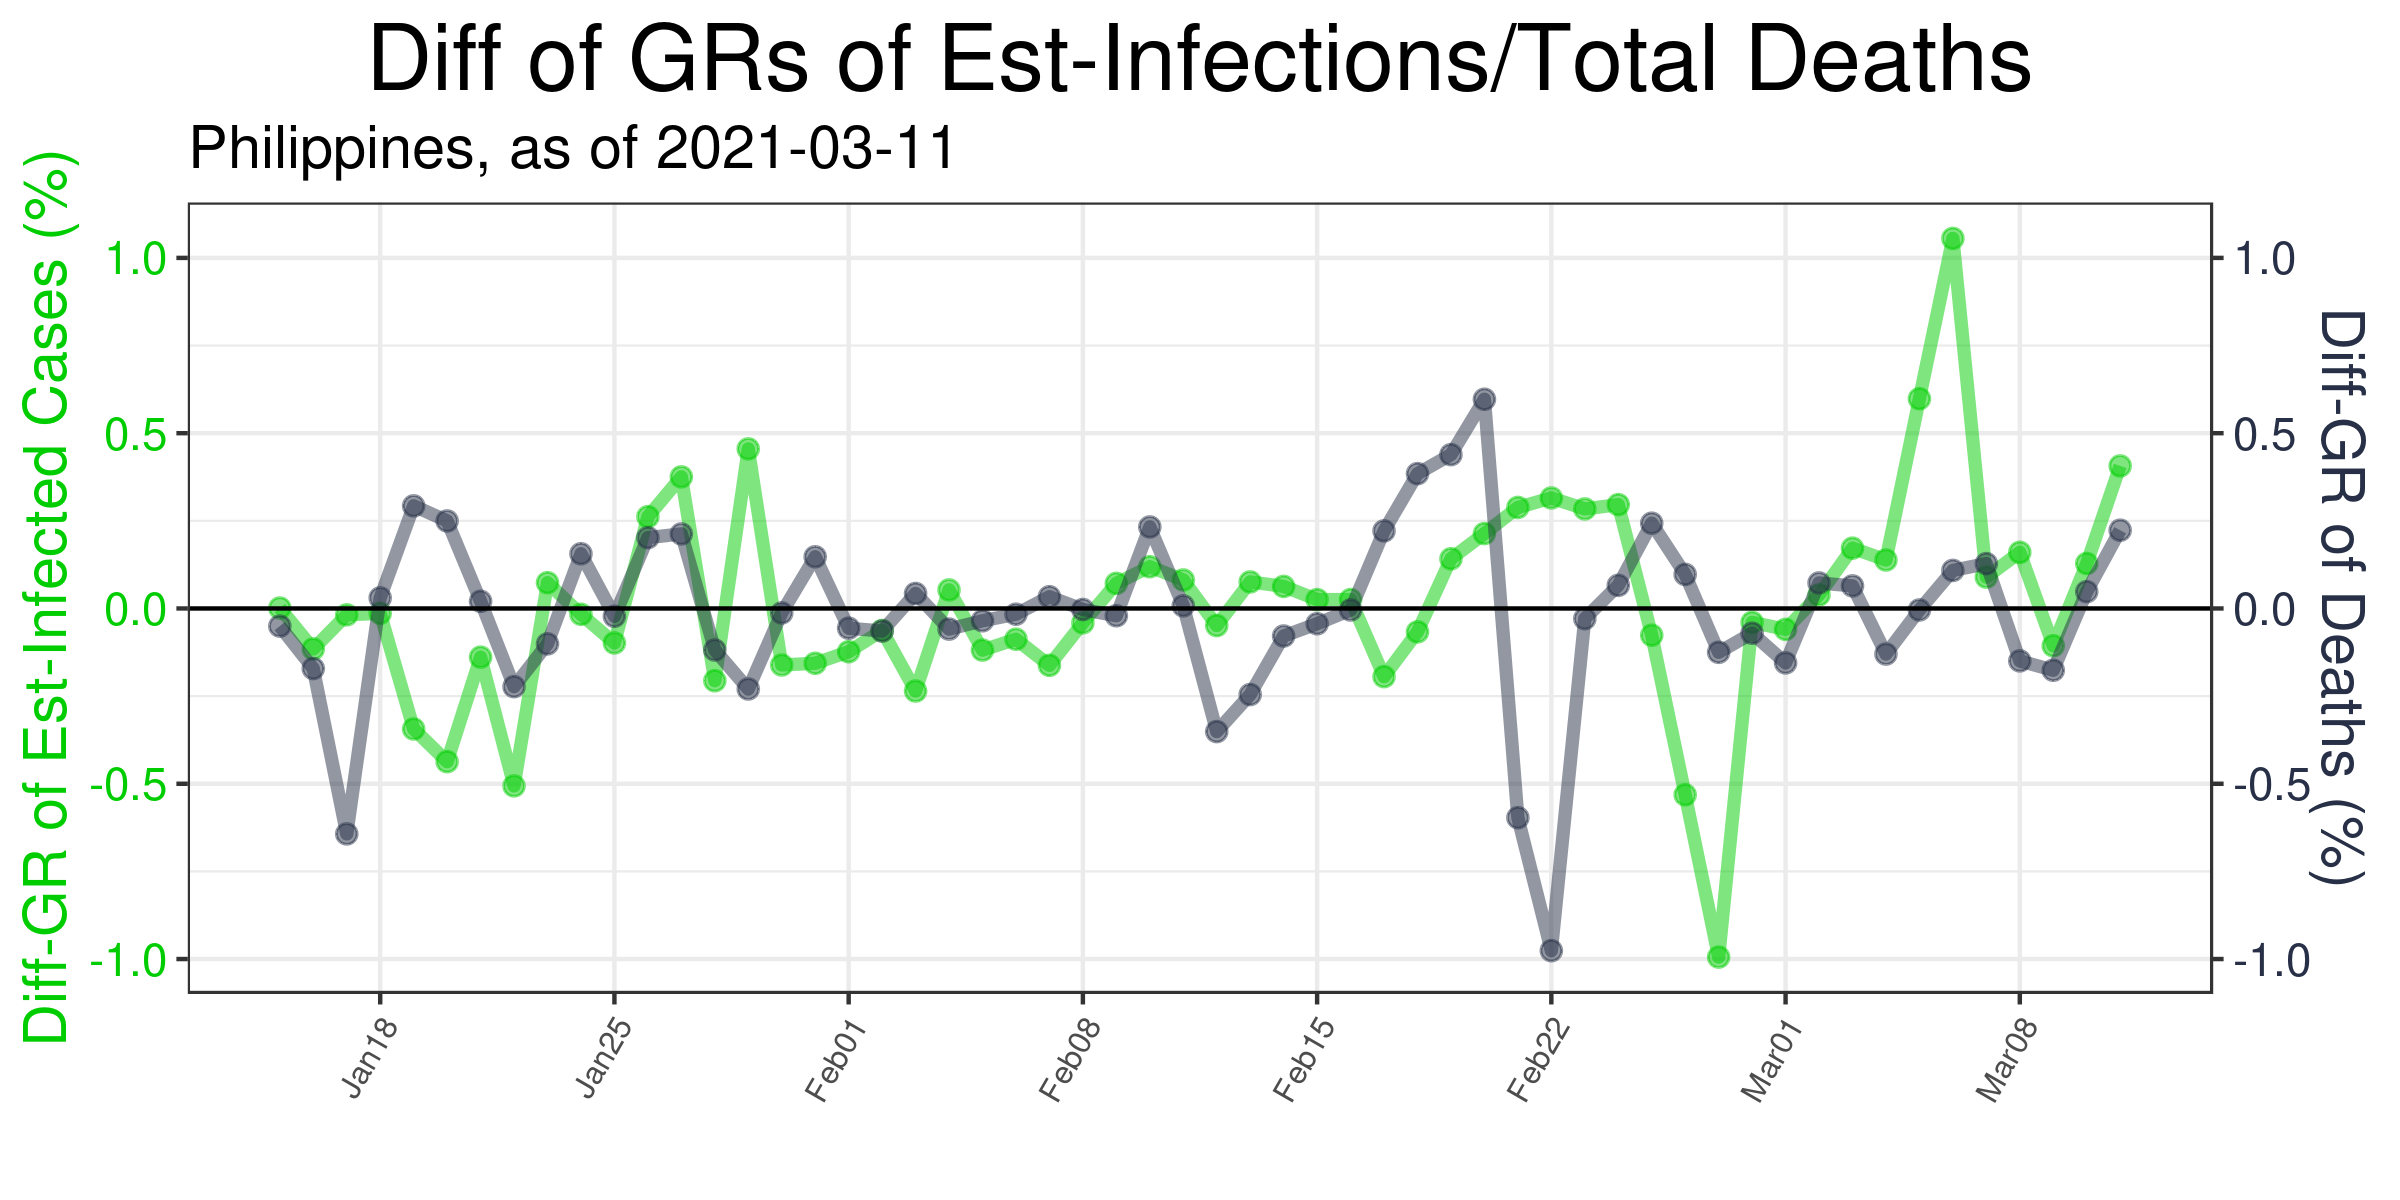 Diff of GRs of Est-Infections/Total Deaths
Philippines, as of 2021-03-11
Diff-GR of Est-Infected Cases (%)
1.0
0.5
0.0
-0.5
-1.0
1.0
0.5
0.0
-0.5
-1.0
Diff-GR of Deaths (%)
Jan18
Jan25
Feb01
Feb08
Feb15
Feb22
Mar01
Mar08